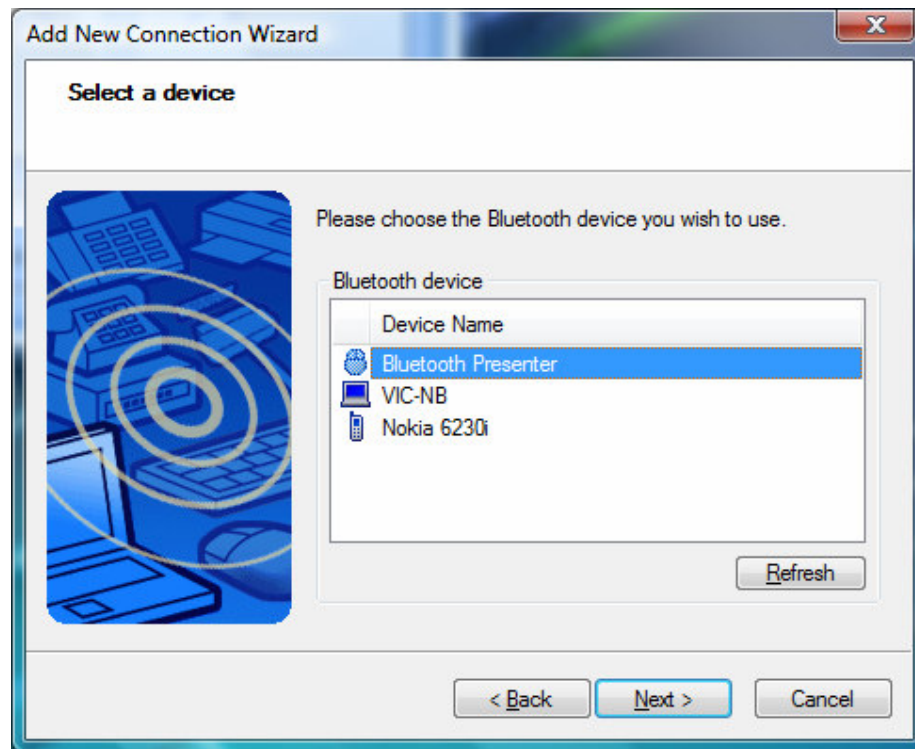 Add New Connection Wizard
Select a device
Please choose the Bluetooth device you wish to use.
Bluetooth device
Device Name
Bluetooth Presenter
VIC-NB
Nokia 6230i
Refresh
< Back Next > Cancel